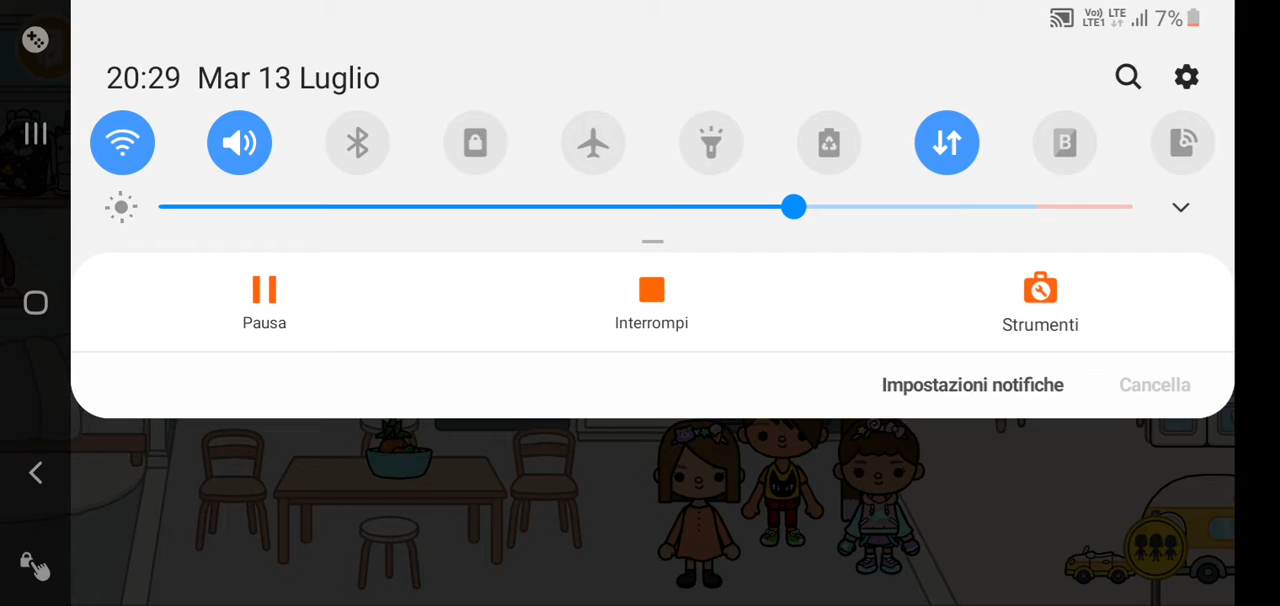 Vo)) LTE
LTE1 7%
20:29 Mar 13 Luglio
B
Pausa Interrompi Strumenti
Impostazioni notifiche Cancella